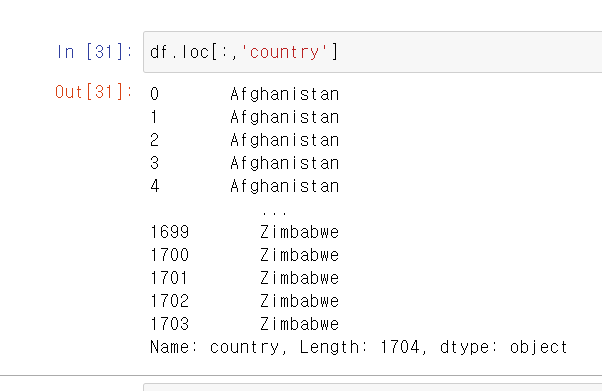 In [31]: df.loc[:,'country']
Out[31]: 0 Afghanistan
1 Afghanistan
2 Afghanistan
3 Afghanistan
4 Afghanistan
...
1699 Zimbabwe
1700 Zimbabwe
1701 Zimbabwe
1702 Zimbabwe
1703 Zimbabwe
Name: country, Length: 1704, dtype: object